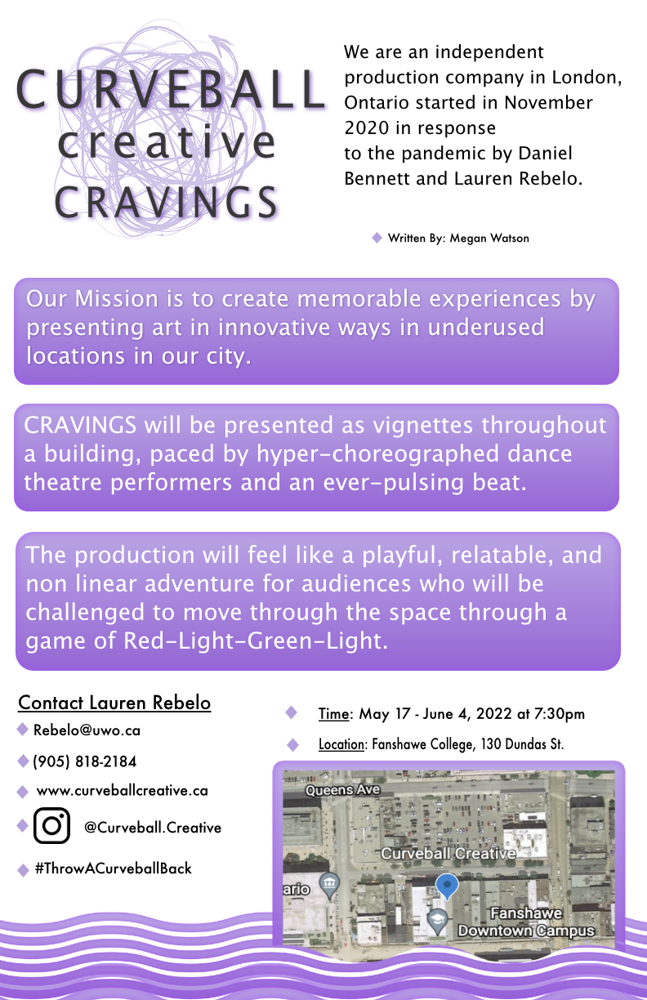 CURVEBALL
creative
CRAVINGS
We are an independent
production company in London,
Ontario started in November
2020 in response
to the pandemic by Daniel
Bennett and Lauren Rebelo.
Written By: Megan Watson
Our Mission is to create memorable experiences by
presenting art in innovative ways in underused
locations in our city.
CRAVINGS will be presented as vignettes throughout
a building, paced by hyper-choreographed dance
theatre performers and an ever-pulsing beat.
The production will feel like a playful, relatable, and
non linear adventure for audiences who will be
challenged to move through the space through a
game of Red-Light-Green-Light.
Contact Lauren Rebelo
Rebelo@uwo.ca
(905) 818-2184
www.curveballcreative.ca
@Curveball.Creative
#ThrowACurveballBack
Time: May 17 - June 4, 2022 at 7:30pm
Location: Fanshawe College, 130 Dundas St.
Queens Ave
Curveball Creative
ario
Fanshawe
Downtown Campus